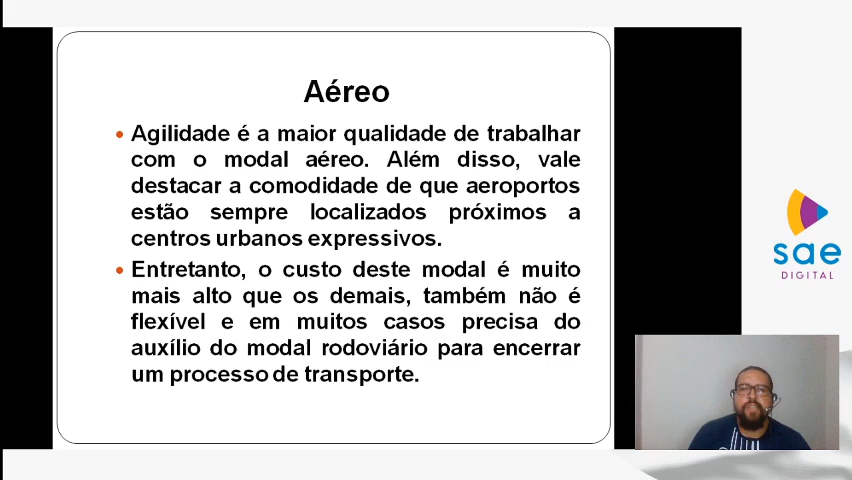 Aéreo
Agilidade é a maior qualidade de trabalhar
com o modal aéreo. Além disso, vale
destacar a comodidade de que aeroportos
estão sempre localizados próximos a
centros urbanos expressivos.
Entretanto, o custo deste modal é muito
mais alto que os demais, também não é
flexível e em muitos casos precisa do
auxílio do modal rodoviário para encerrar
um processo de transporte.
sae
DIGITAL